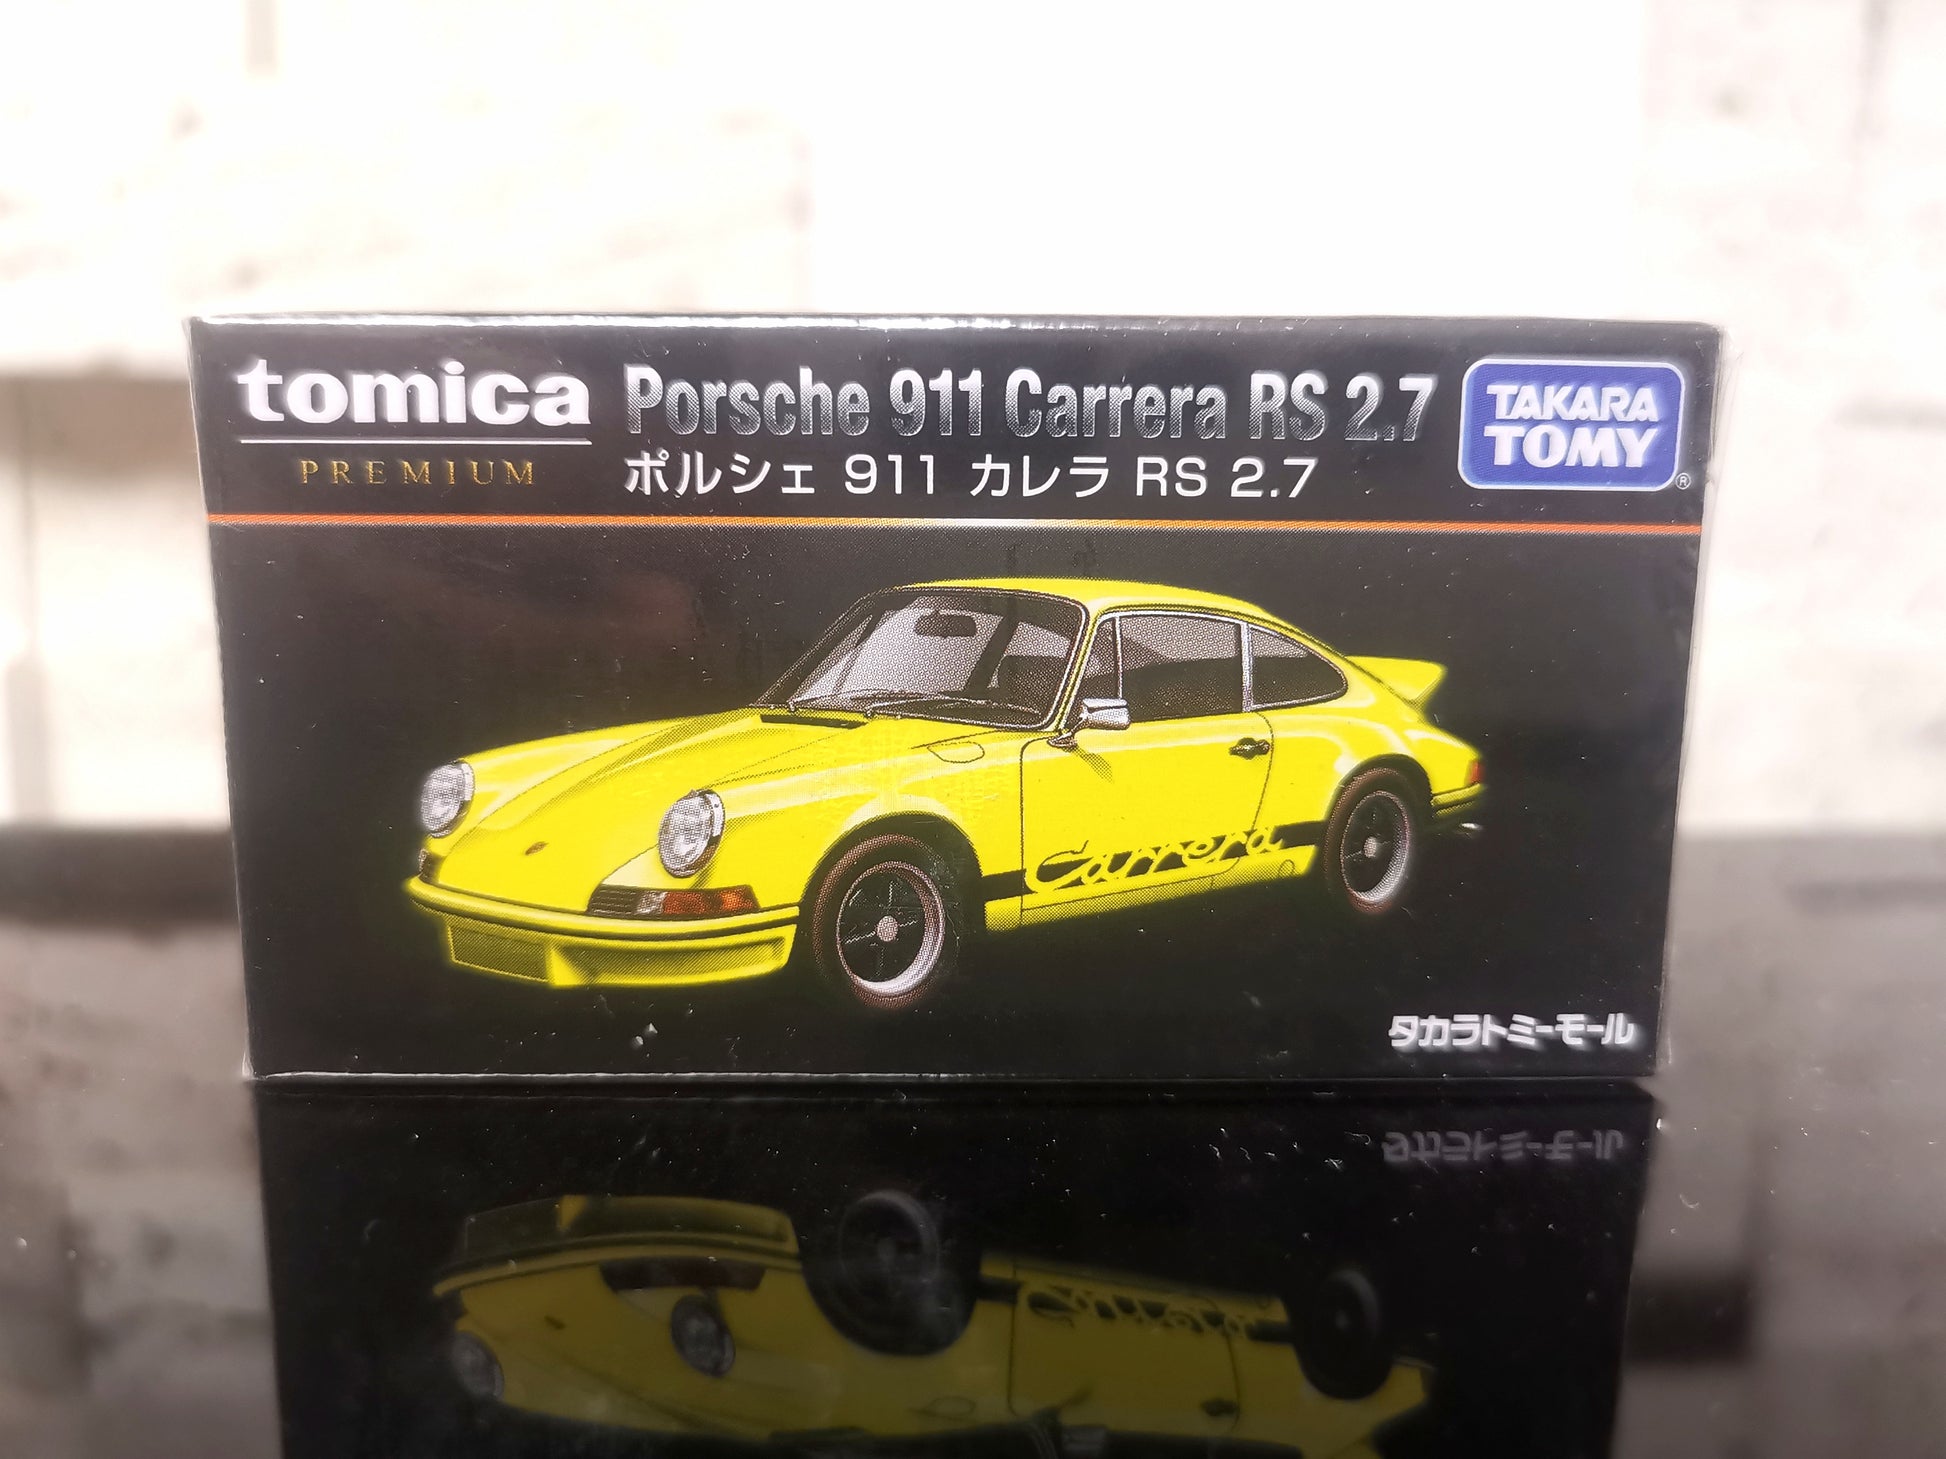 tomica
PREMIUM
Porsche 911 Carrera RS 2.7
ポルシェ 911 カレラ RS 2.7
TAKARA
TOMY
®
Carrera
タカラトミーモール